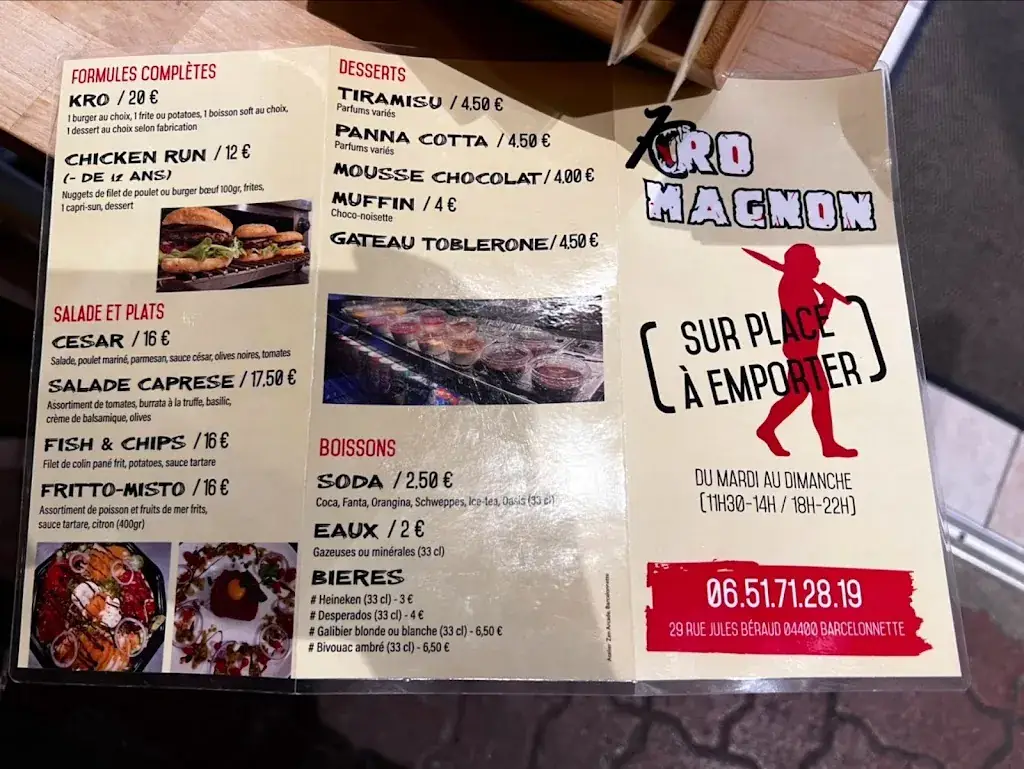 FORMULES COMPLÈTES
KRO / 20 €
1 burger au choix, 1 frite ou potatoes, 1 boisson soft au choix,
1 dessert au choix selon fabrication
CHICKEN RUN / 12 €
(- DE 12 ANS)
Nuggets de filet de poulet ou burger bœuf 100gr, frites,
1 capri-sun, dessert
SALADE ET PLATS
CESAR / 16 €
Salade, poulet mariné, parmesan, sauce césar, olives noires, tomates
SALADE CAPRESE / 17.50 €
Assortiment de tomates, burrata à la truffe, basilic,
crème de balsamique, olives
FISH & CHIPS / 16 €
Filet de colin pané frit, potatoes, sauce tartare
FRITTO-MISTO / 16 €
Assortiment de poisson et fruits de mer frits,
sauce tartare, citron (400gr)
DESSERTS
TIRAMISU / 4.50 €
Parfums variés
PANNA COTTA / 4.50 €
Parfums variés
MOUSSE CHOCOLAT / 4.00 €
MUFFIN / 4 €
Choco-noisette
GATEAU TOBLERONE / 4.50 €
BOISSONS
SODA / 2,50 €
Coca, Fanta, Orangina, Schweppes, Ice-tea, Oasis (33 cl)
EAUX / 2 €
Gazeuses ou minérales (33 cl)
BIERES
# Heineken (33 cl) - 3 €
# Desperados (33 cl) - 4 €
# Galibier blonde ou blanche (33 cl) - 6,50 €
# Bivouac ambré (33 cl) - 6,50 €
Atelier Zen Arcade, Barcelonnette
KRO
MAGNON
SUR PLACE
À EMPORTER
DU MARDI AU DIMANCHE
(11H30-14H / 18H-22H)
06.51.71.28.19
29 RUE JULES BÉRAUD 04400 BARCELONNETTE